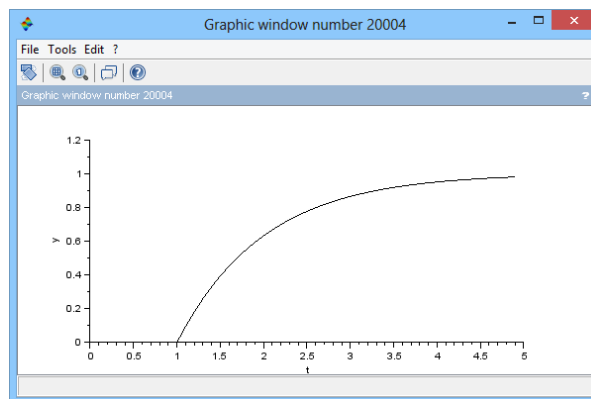 Graphic window number 20004
File Tools Edit ?
Graphic window number 20004 ?
1.2
1
0.8
y
0.6
0.4
0.2
0
0 0.5 1 1.5 2 2.5 3 3.5 4 4.5 5
t